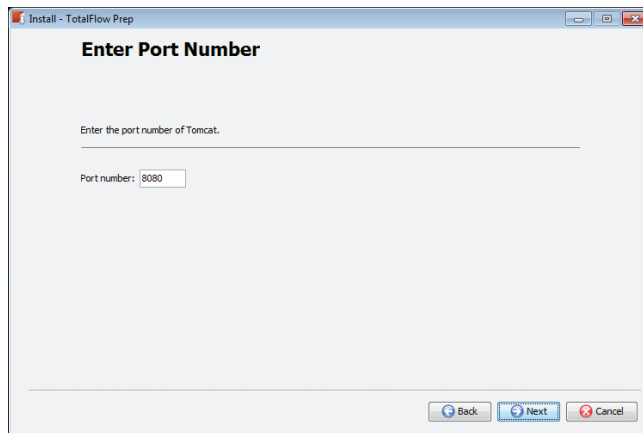 Install - TotalFlow Prep
Enter Port Number
Enter the port number of Tomcat.
Port number: 8080
Back Next Cancel